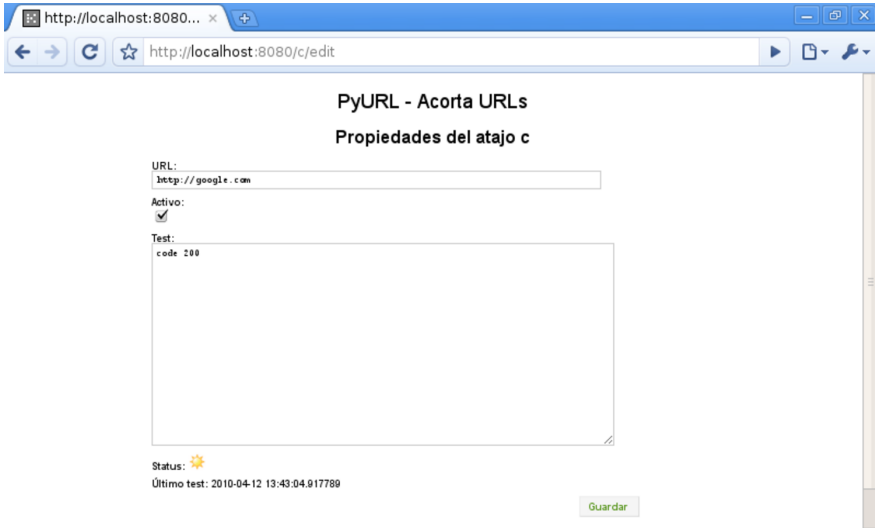 http://localhost:8080...
http://localhost:8080/c/edit
PyURL - Acorta URLs
Propiedades del atajo c
URL:
http://google.com
Activo:
Test:
code 200
Status:
Último test: 2010-04-12 13:43:04.917789
Guardar